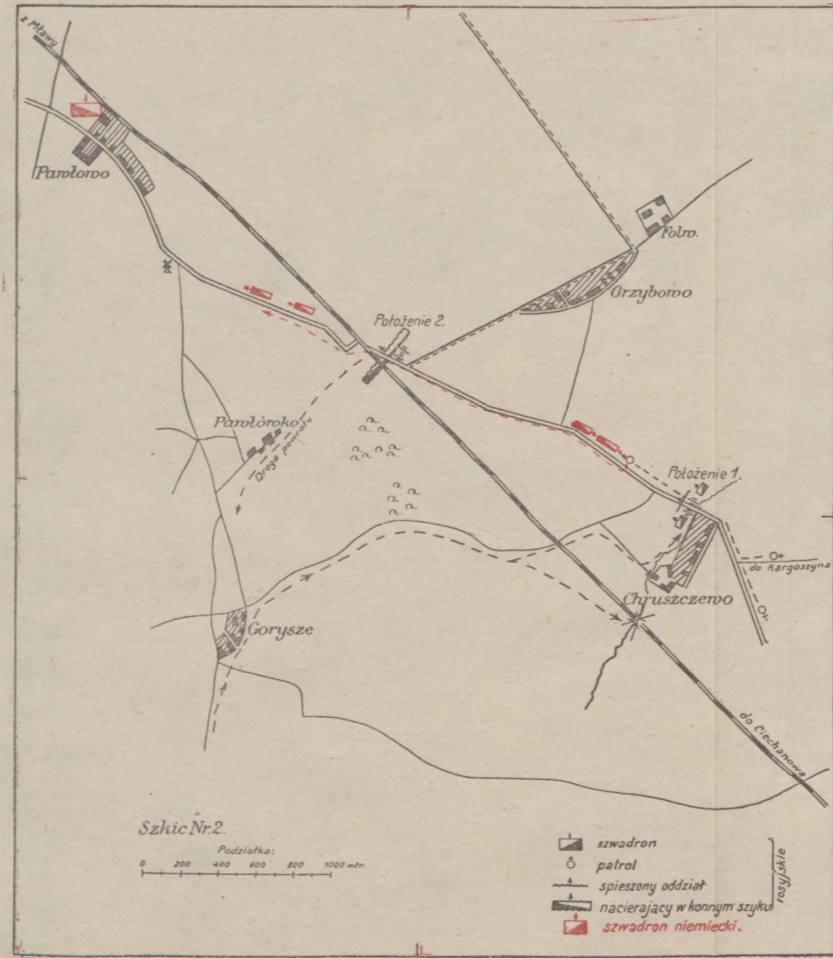 z Mławy
Pawłowo
Folw.
Grzybowo
Położenie 2.
Pawłówko
Droga powrotu
Położenie 1.
do Kargoszyna
Chruszczewo
Gorysze
do Ciechanowa
Szkic Nr. 2.
Podziałka:
0 200 400 600 800 1000 mtr.
szwadron
patrol
spieszony oddział
nacierający w konnym szyku
rosyjskie
szwadron niemiecki.